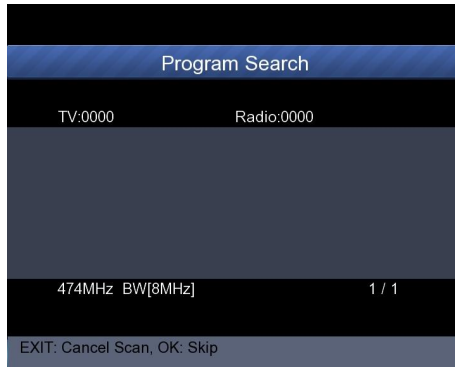 Program Search
TV:0000 Radio:0000
474MHz BW[8MHz] 1 / 1
EXIT: Cancel Scan, OK: Skip